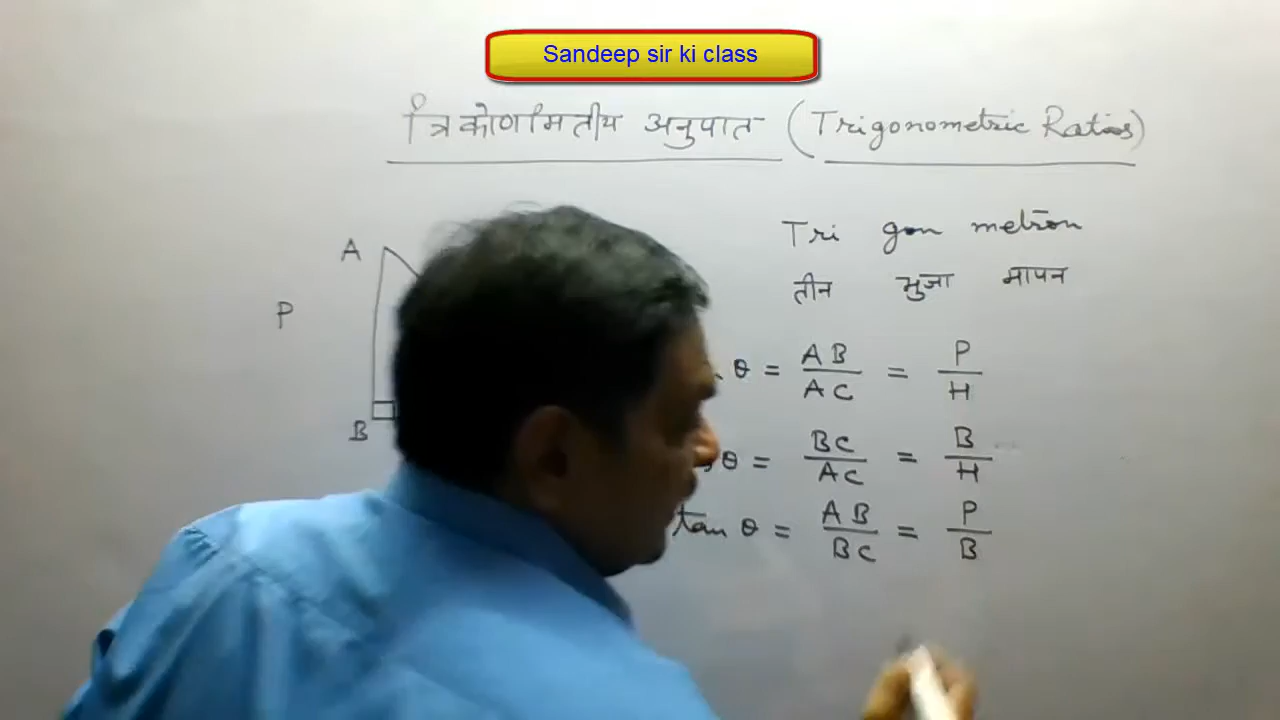 Sandeep sir ki class
त्रिकोणमितीय अनुपात (Trigonometric Ratios)
Tri gon metron
तीन भुजा मापन
A
P
B
θ = AB/AC = P/H
θ = BC/AC = B/H
tan θ = AB/BC = P/B